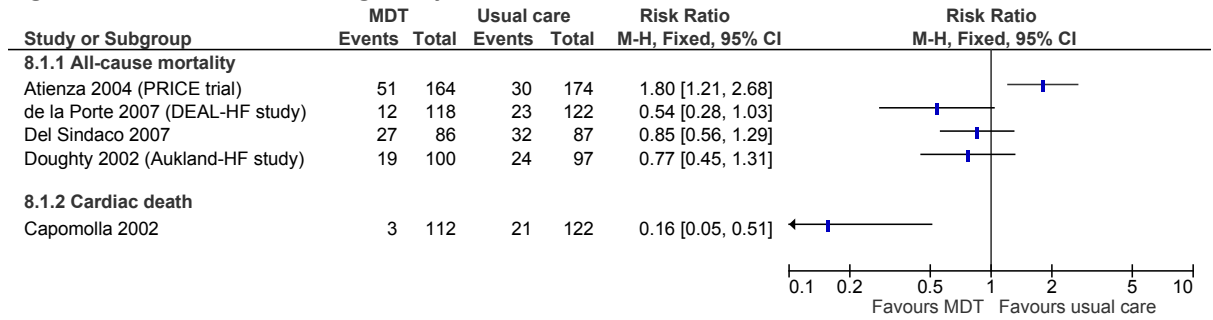 MDT Usual care Risk Ratio Risk Ratio
Study or Subgroup Events Total Events Total M-H, Fixed, 95% CI M-H, Fixed, 95% CI
8.1.1 All-cause mortality
Atienza 2004 (PRICE trial) 51 164 30 174 1.80 [1.21, 2.68]
de la Porte 2007 (DEAL-HF study) 12 118 23 122 0.54 [0.28, 1.03]
Del Sindaco 2007 27 86 32 87 0.85 [0.56, 1.29]
Doughty 2002 (Aukland-HF study) 19 100 24 97 0.77 [0.45, 1.31]
8.1.2 Cardiac death
Capomolla 2002 3 112 21 122 0.16 [0.05, 0.51]
0.1 0.2 0.5 1 2 5 10
Favours MDT Favours usual care